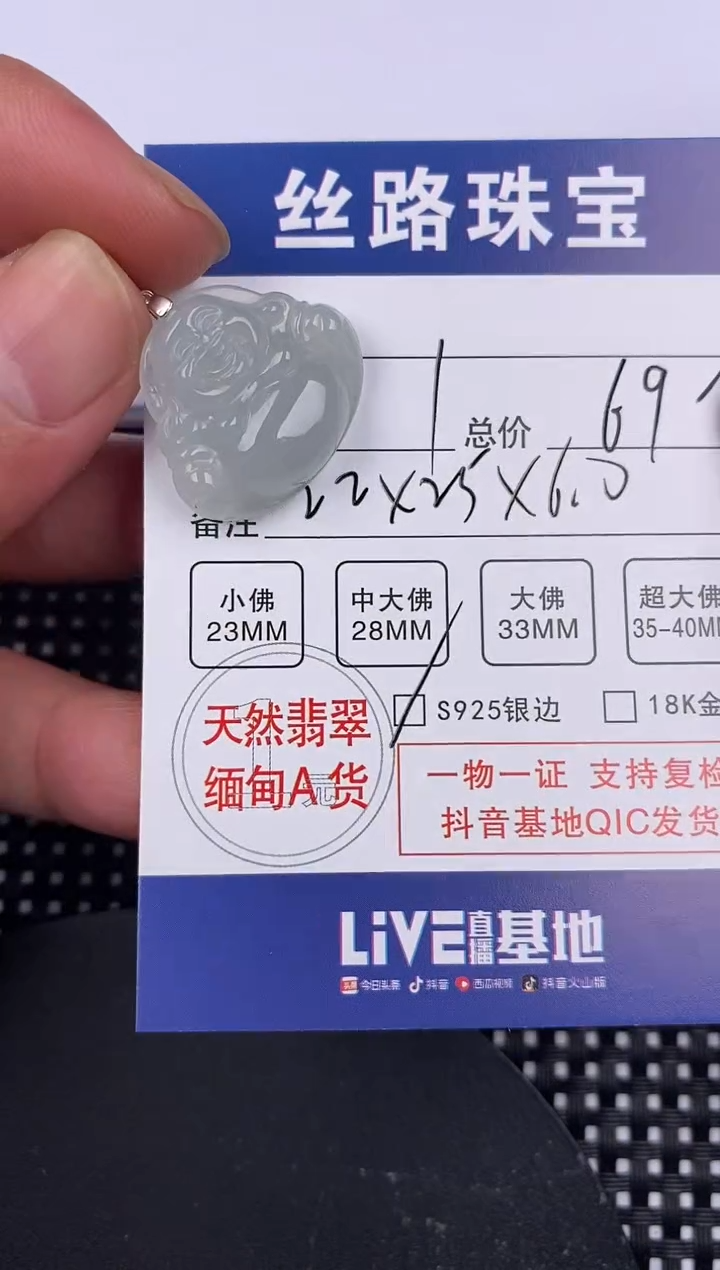 丝路珠宝
1 总价 69
22X25X6.0
备注
小佛 中大佛 大佛 超大佛
23MM 28MM 33MM 35-40MM
S925银边 18K金
天然翡翠
缅甸A货
一物一证 支持复检
抖音基地QIC发货
LiVE直播基地
头条 今日头条 抖音 西瓜视频 抖音火山版